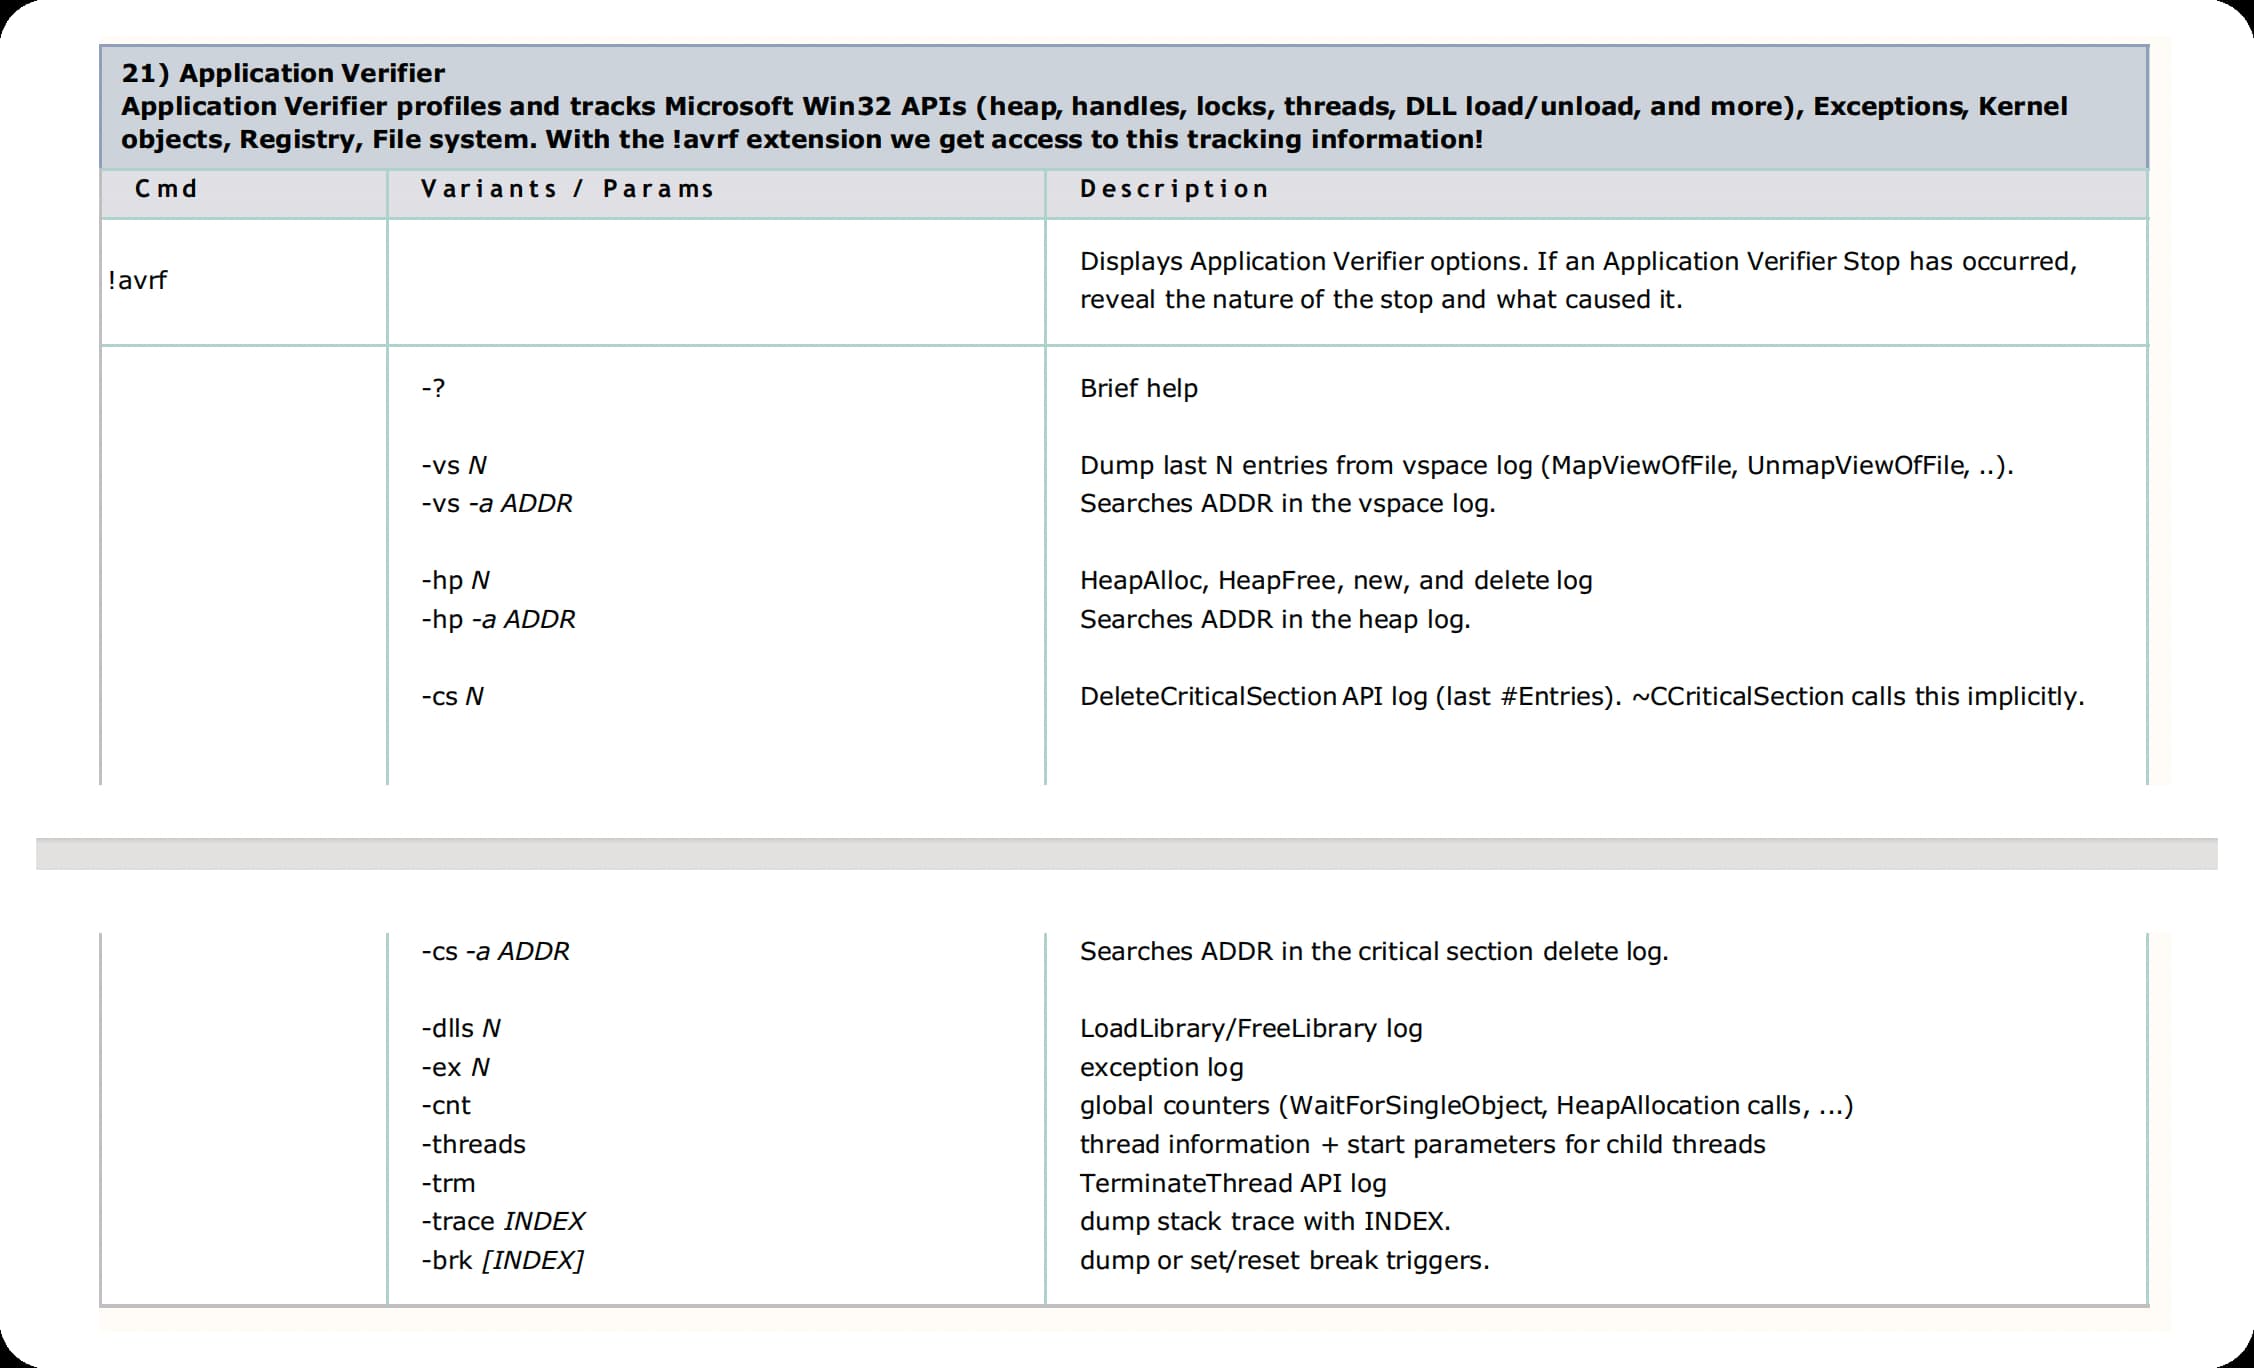 21) Application Verifier
Application Verifier profiles and tracks Microsoft Win32 APIs (heap, handles, locks, threads, DLL load/unload, and more), Exceptions, Kernel
objects, Registry, File system. With the !avrf extension we get access to this tracking information!
Cmd Variants / Params Description
!avrf
Displays Application Verifier options. If an Application Verifier Stop has occurred,
reveal the nature of the stop and what caused it.
-? Brief help
-vs N Dump last N entries from vspace log (MapViewOfFile, UnmapViewOfFile, ..).
-vs -a ADDR Searches ADDR in the vspace log.
-hp N HeapAlloc, HeapFree, new, and delete log
-hp -a ADDR Searches ADDR in the heap log.
-cs N DeleteCriticalSection API log (last #Entries). ~CCriticalSection calls this implicitly.
-cs -a ADDR Searches ADDR in the critical section delete log.
-dlls N LoadLibrary/FreeLibrary log
-ex N exception log
-cnt global counters (WaitForSingleObject, HeapAllocation calls, ...)
-threads thread information + start parameters for child threads
-trm TerminateThread API log
-trace INDEX dump stack trace with INDEX.
-brk [INDEX] dump or set/reset break triggers.